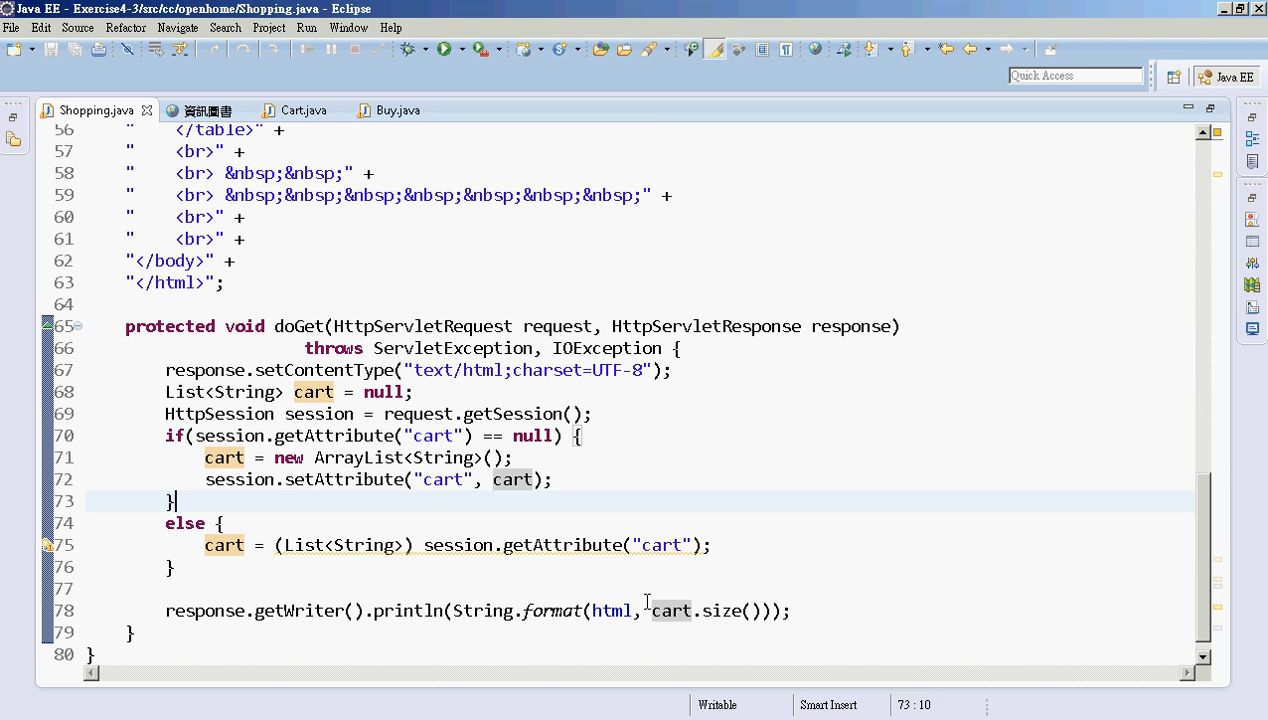 Java EE - Exercise4-3/src/cc/openhome/Shopping.java - Eclipse
File Edit Source Refactor Navigate Search Project Run Window Help
Quick Access
Java EE
Shopping.java 資訊圖書 Cart.java Buy.java
56 "    </table>" +
57 "    <br>" +
58 "    <br> &nbsp;&nbsp;" +
59 "    <br> &nbsp;&nbsp;&nbsp;&nbsp;&nbsp;&nbsp;&nbsp;" +
60 "    <br>" +
61 "    <br>" +
62 "</body>" +
63 "</html>";
64
65 protected void doGet(HttpServletRequest request, HttpServletResponse response)
66 throws ServletException, IOException {
67 response.setContentType("text/html;charset=UTF-8");
68 List<String> cart = null;
69 HttpSession session = request.getSession();
70 if(session.getAttribute("cart") == null) {
71 cart = new ArrayList<String>();
72 session.setAttribute("cart", cart);
73 }
74 else {
75 cart = (List<String>) session.getAttribute("cart");
76 }
77
78 response.getWriter().println(String.format(html, cart.size()));
79 }
80 }
Writable Smart Insert 73 : 10